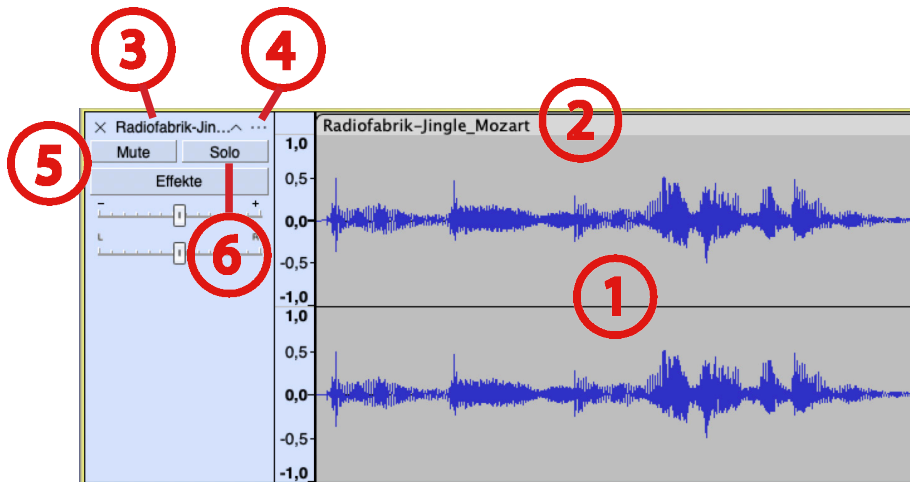 3 4
× Radiofabrik-Jin... ···
Radiofabrik-Jingle_Mozart 2
5 Mute Solo
Effekte
- +
L R
6
1
1,0
0,5-
0,0-
-0,5-
-1,0
1,0
0,5-
0,0-
-0,5-
-1,0